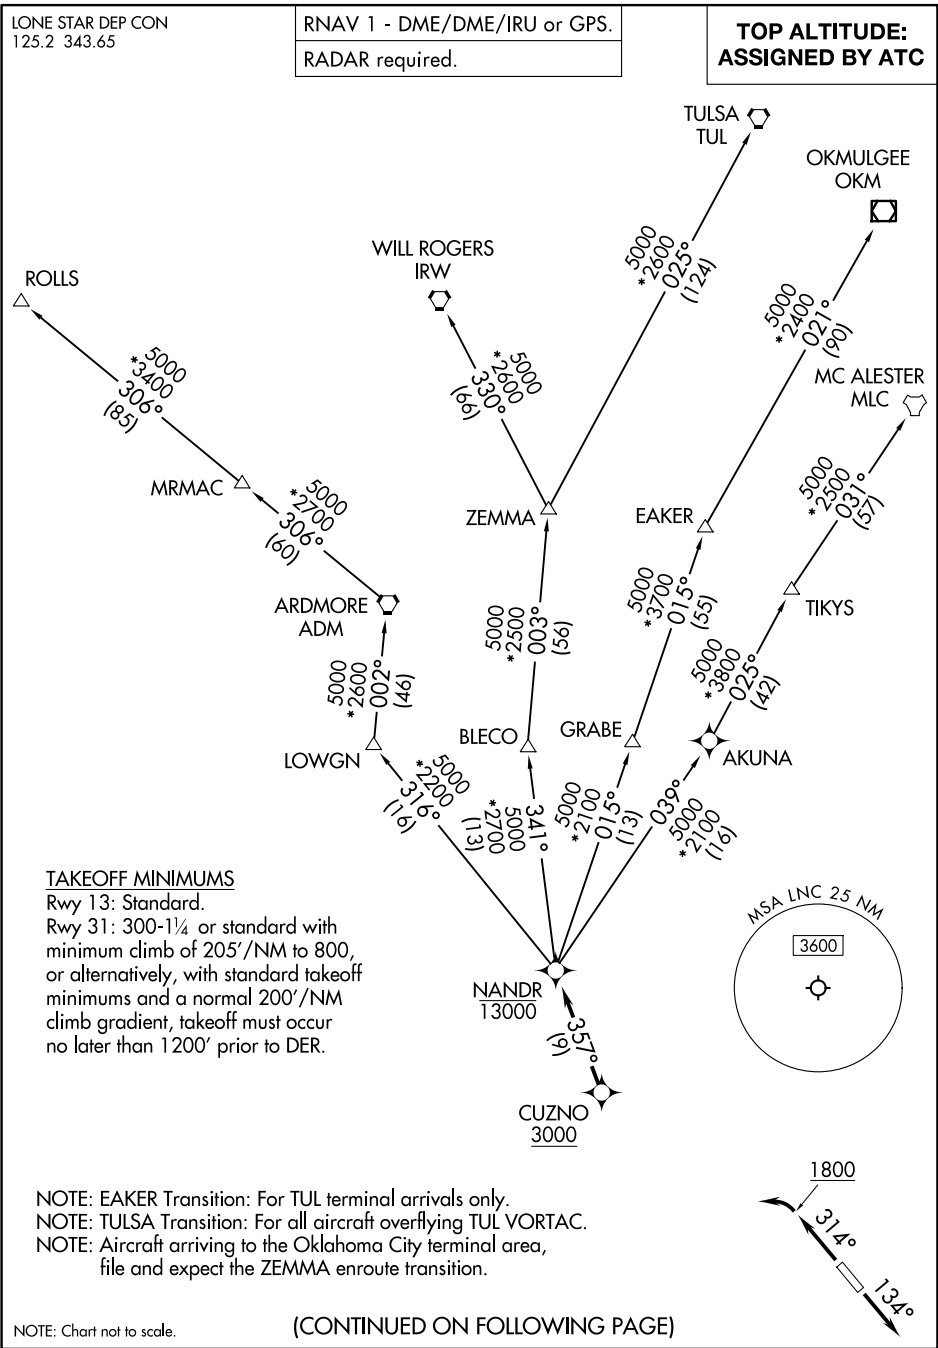 LONE STAR DEP CON
125.2 343.65
RNAV 1 - DME/DME/IRU or GPS.
RADAR required.
TOP ALTITUDE:
ASSIGNED BY ATC
TULSA
TUL
OKMULGEE
OKM
WILL ROGERS
IRW
ROLLS
5000
*2600
025°
(124)
5000
*2400
021°
(90)
5000
*3400
306°
(85)
5000
*2600
330°
(66)
MC ALESTER
MLC
MRMAC
5000
*2700
306°
(60)
ZEMMA
EAKER
5000
*2500
031°
(57)
ARDMORE
ADM
TIKYS
5000
*2500
003°
(56)
5000
*3700
015°
(55)
5000
*2600
002°
(46)
5000
*3800
025°
(42)
LOWGN
BLECO
GRABE
AKUNA
5000
*2200
316°
(16)
341°
5000
*2700
(13)
5000
*2100
015°
(13)
039°
5000
*2100
(16)
TAKEOFF MINIMUMS
Rwy 13: Standard.
Rwy 31: 300-1¼ or standard with
minimum climb of 205'/NM to 800,
or alternatively, with standard takeoff
minimums and a normal 200'/NM
climb gradient, takeoff must occur
no later than 1200' prior to DER.
MSA LNC 25 NM
3600
NANDR
13000
357°
(9)
CUZNO
3000
NOTE: EAKER Transition: For TUL terminal arrivals only.
NOTE: TULSA Transition: For all aircraft overflying TUL VORTAC.
NOTE: Aircraft arriving to the Oklahoma City terminal area,
file and expect the ZEMMA enroute transition.
1800
314°
134°
NOTE: Chart not to scale.
(CONTINUED ON FOLLOWING PAGE)